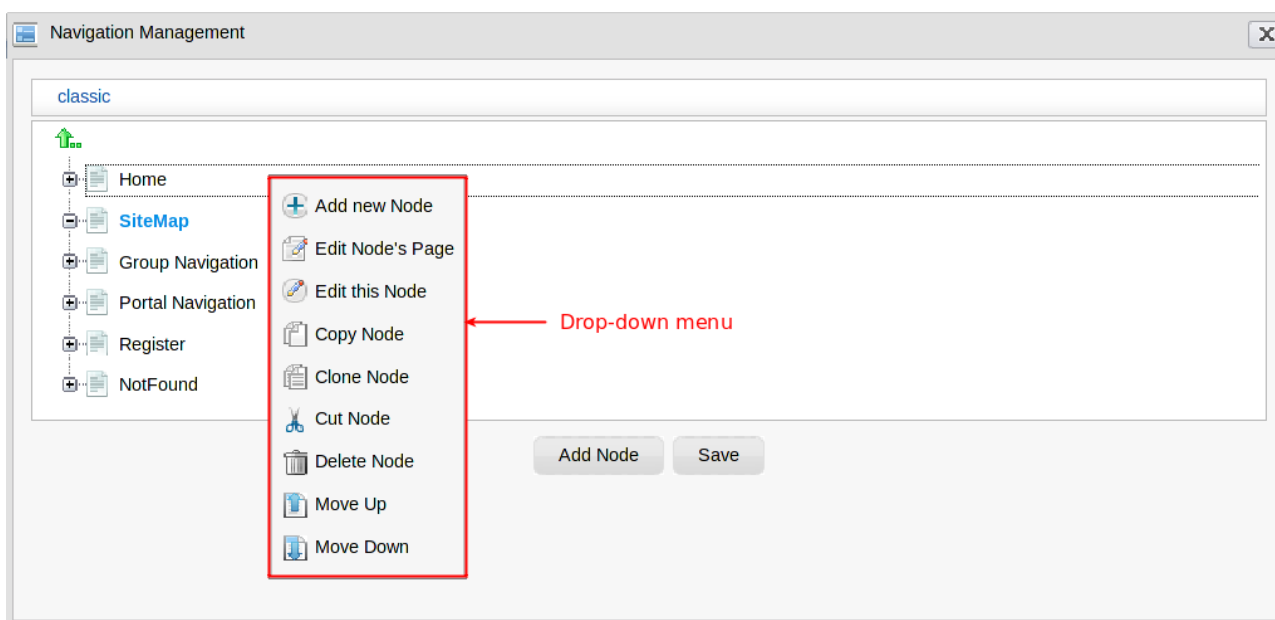 Navigation Management
X
classic
Home
SiteMap
Group Navigation
Portal Navigation
Register
NotFound
Add new Node
Edit Node's Page
Edit this Node
Copy Node
Clone Node
Cut Node
Delete Node
Move Up
Move Down
Drop-down menu
Add Node
Save